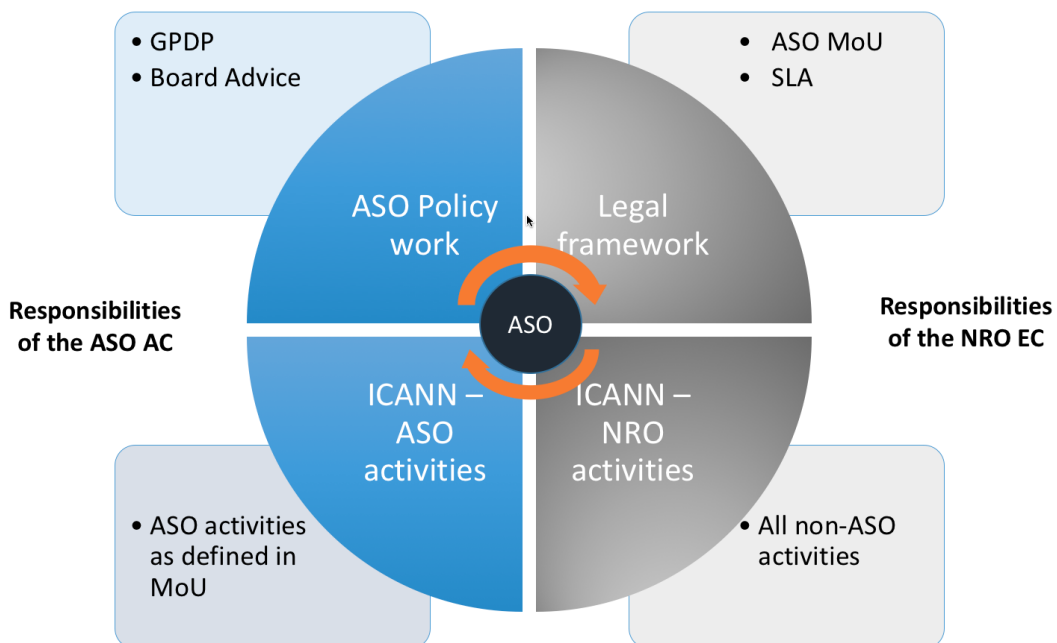 • GPDP
• Board Advice
• ASO MoU
• SLA
ASO Policy
work
Legal
framework
Responsibilities
of the ASO AC
ASO
Responsibilities
of the NRO EC
ICANN –
ASO
activities
ICANN –
NRO
activities
• ASO activities
as defined in
MoU
• All non-ASO
activities